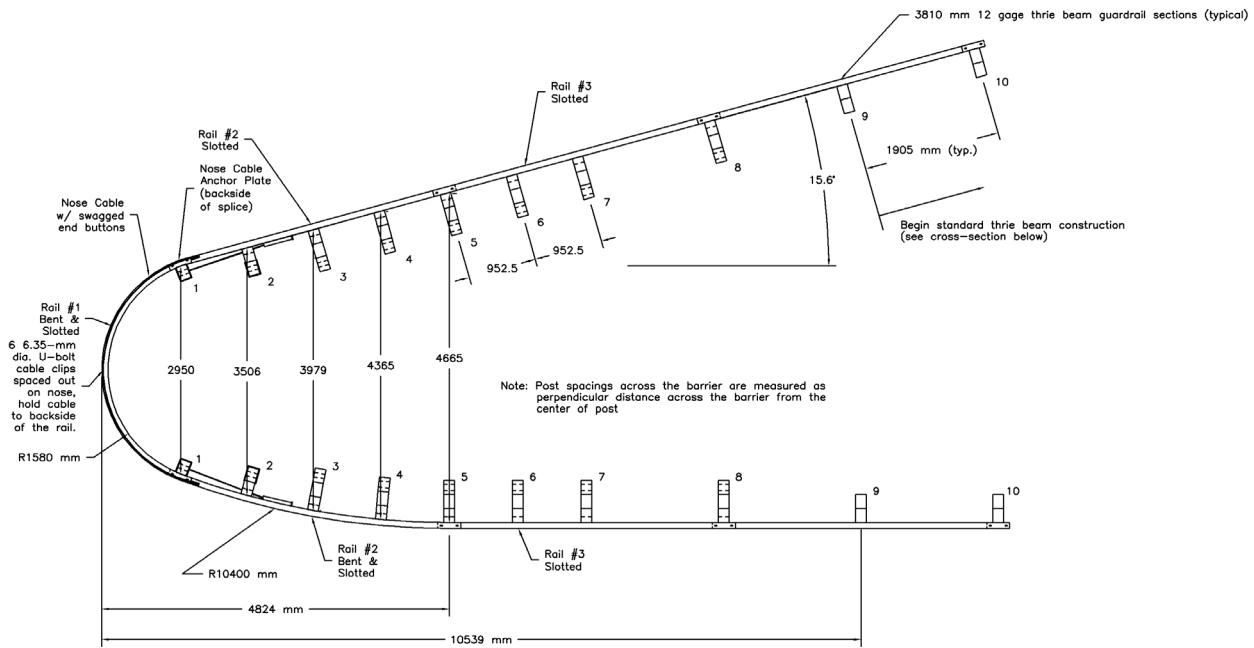 3810 mm 12 gage thrie beam guardrail sections (typical)
10
Rail #3
Slotted
9
Rail #2
Slotted
1905 mm (typ.)
8
Nose Cable
Anchor Plate
(backside
of splice)
15.6°
7
Nose Cable
w/ swagged
end buttons
6
Begin standard thrie beam construction
(see cross-section below)
5
4
952.5
952.5
3
2
1
Rail #1
Bent &
Slotted
6 6.35-mm
dia. U-bolt
cable clips
spaced out
on nose,
hold cable
to backside
of the rail.
2950
3506
3979
4365
4665
Note: Post spacings across the barrier are measured as
perpendicular distance across the barrier from the
center of post
R1580 mm
1
2
3
4
5
6
7
8
9
10
Rail #2
Bent &
Slotted
Rail #3
Slotted
R10400 mm
4824 mm
10539 mm